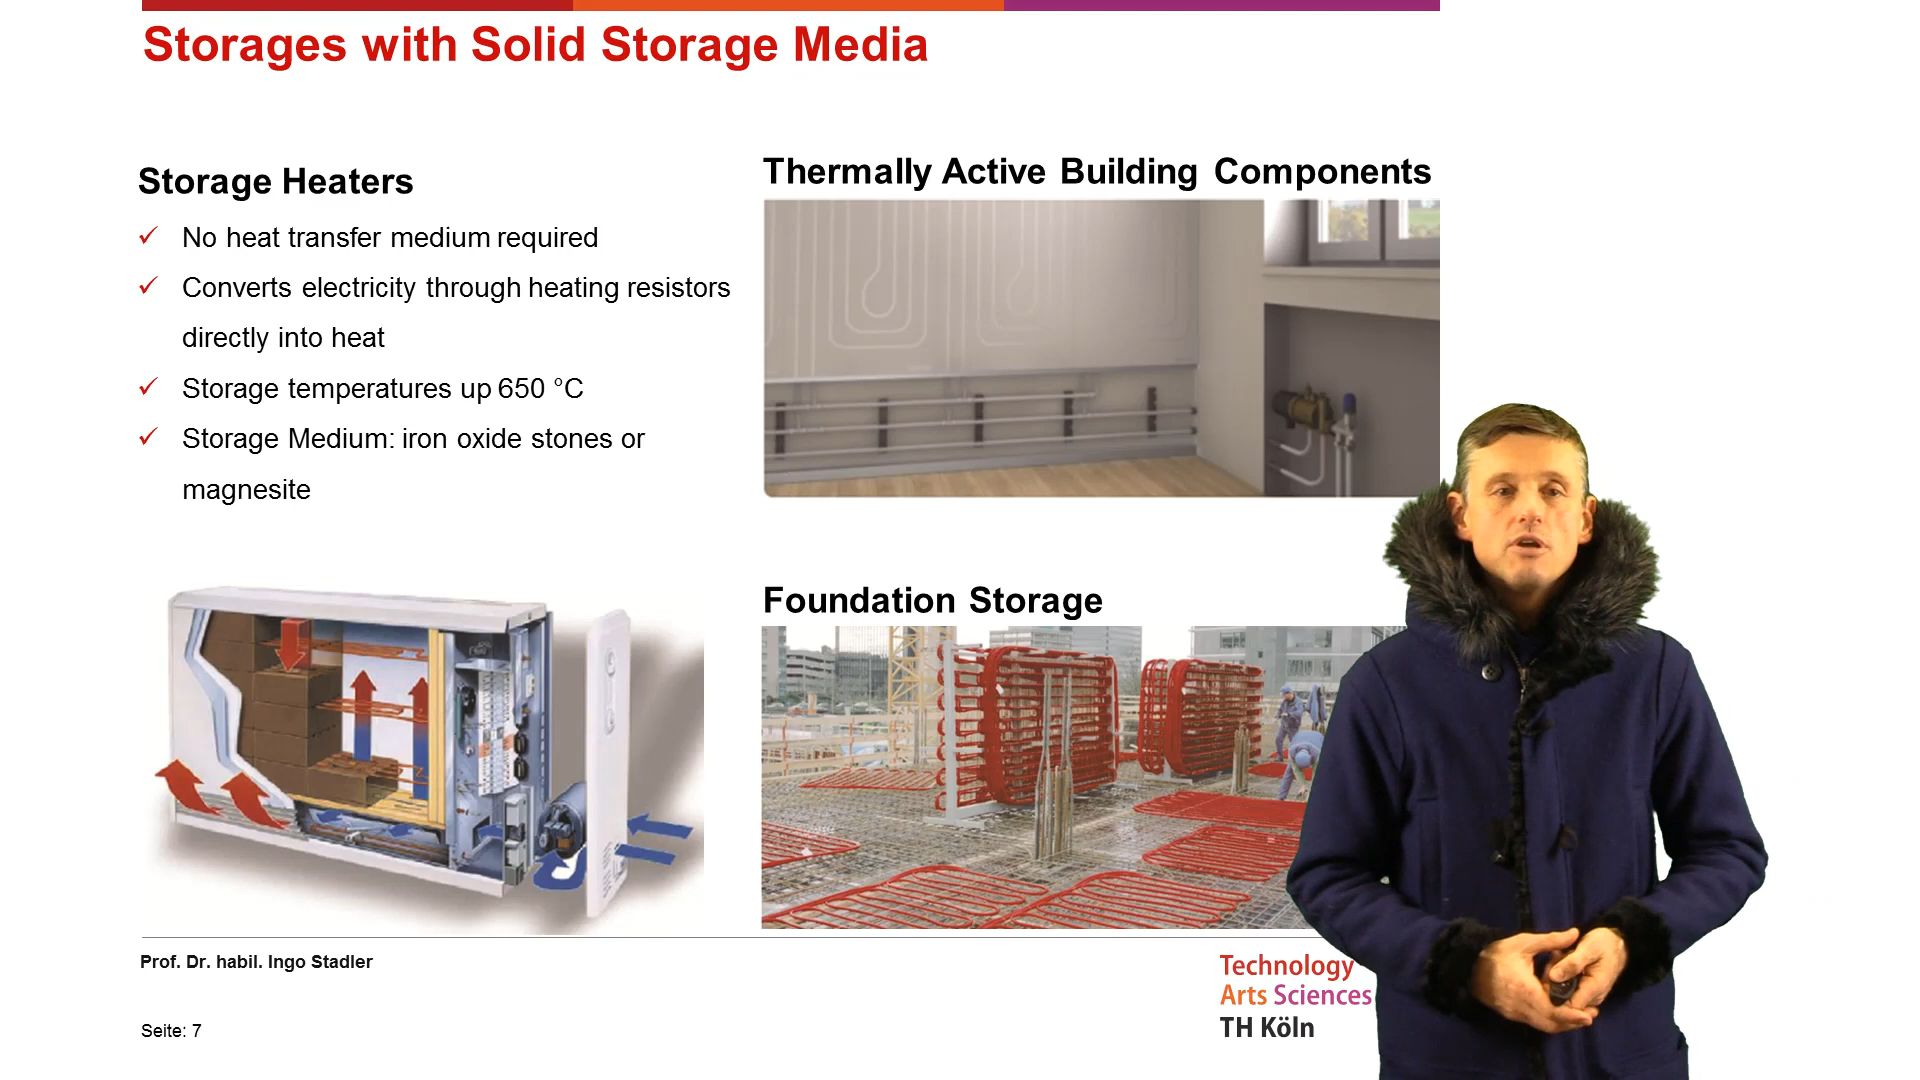 Storages with Solid Storage Media
Storage Heaters
✓ No heat transfer medium required
✓ Converts electricity through heating resistors
directly into heat
✓ Storage temperatures up 650 °C
✓ Storage Medium: iron oxide stones or
magnesite
Thermally Active Building Components
Foundation Storage
Prof. Dr. habil. Ingo Stadler
Seite: 7
Technology
Arts Sciences
TH Köln